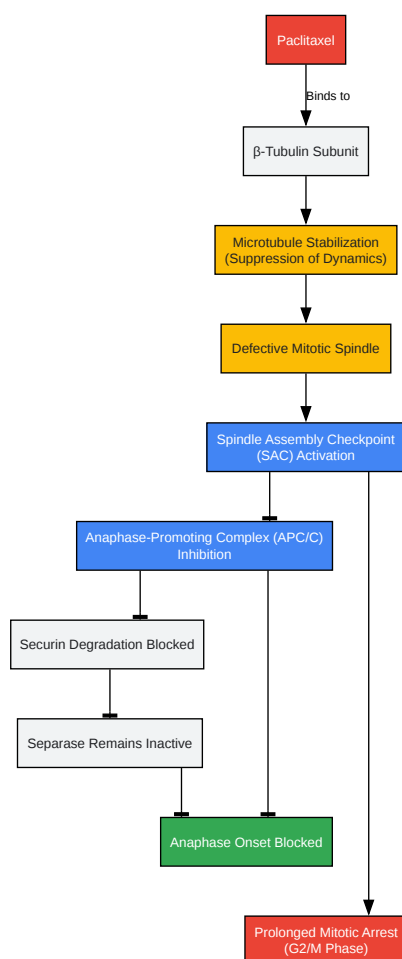 Paclitaxel
Binds to
β-Tubulin Subunit
Microtubule Stabilization
(Suppression of Dynamics)
Defective Mitotic Spindle
Spindle Assembly Checkpoint
(SAC) Activation
Anaphase-Promoting Complex (APC/C)
Inhibition
Securin Degradation Blocked
Separase Remains Inactive
Anaphase Onset Blocked
Prolonged Mitotic Arrest
(G2/M Phase)